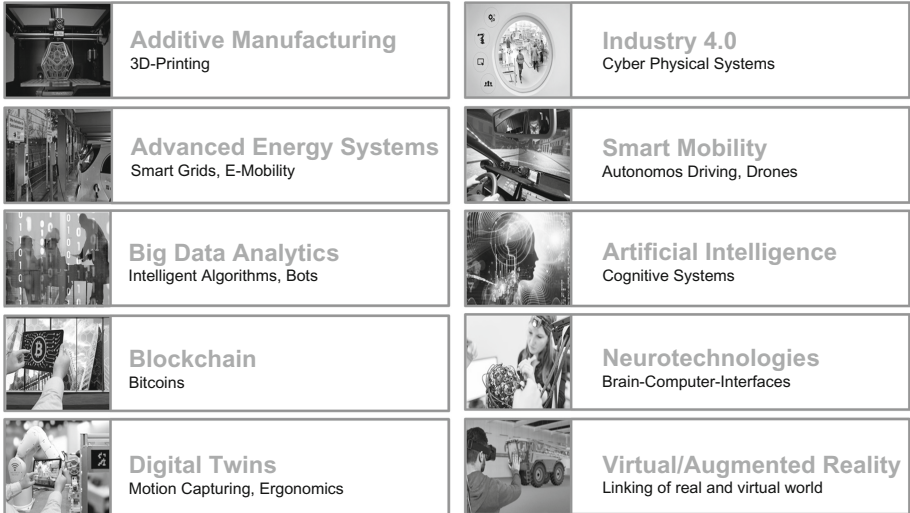 Additive Manufacturing
3D-Printing
Advanced Energy Systems
Smart Grids, E-Mobility
Big Data Analytics
Intelligent Algorithms, Bots
Blockchain
Bitcoins
Digital Twins
Motion Capturing, Ergonomics
Industry 4.0
Cyber Physical Systems
Smart Mobility
Autonomos Driving, Drones
Artificial Intelligence
Cognitive Systems
Neurotechnologies
Brain-Computer-Interfaces
Virtual/Augmented Reality
Linking of real and virtual world